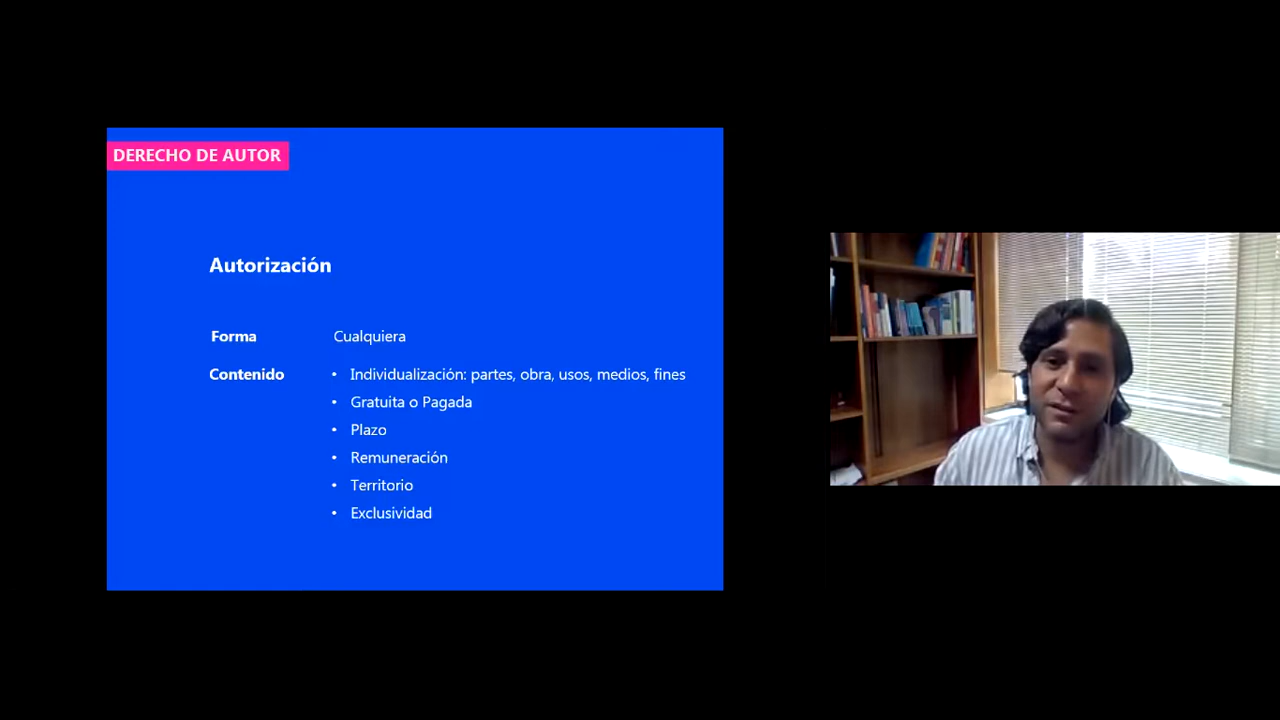 DERECHO DE AUTOR
Autorización
Forma Cualquiera
Contenido • Individualización: partes, obra, usos, medios, fines
• Gratuita o Pagada
• Plazo
• Remuneración
• Territorio
• Exclusividad